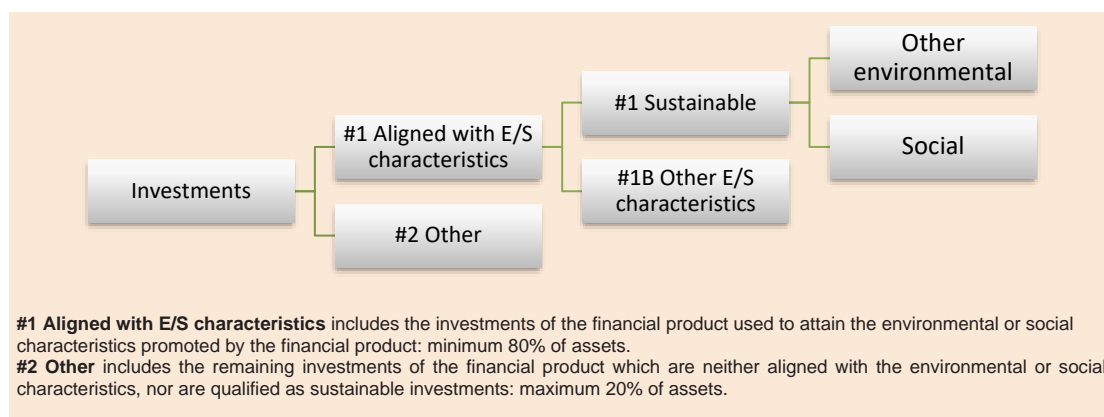 Other
environmental
#1 Sustainable
#1 Aligned with E/S
characteristics
Social
Investments
#1B Other E/S
characteristics
#2 Other
#1 Aligned with E/S characteristics includes the investments of the financial product used to attain the environmental or social
characteristics promoted by the financial product: minimum 80% of assets.
#2 Other includes the remaining investments of the financial product which are neither aligned with the environmental or social
characteristics, nor are qualified as sustainable investments: maximum 20% of assets.